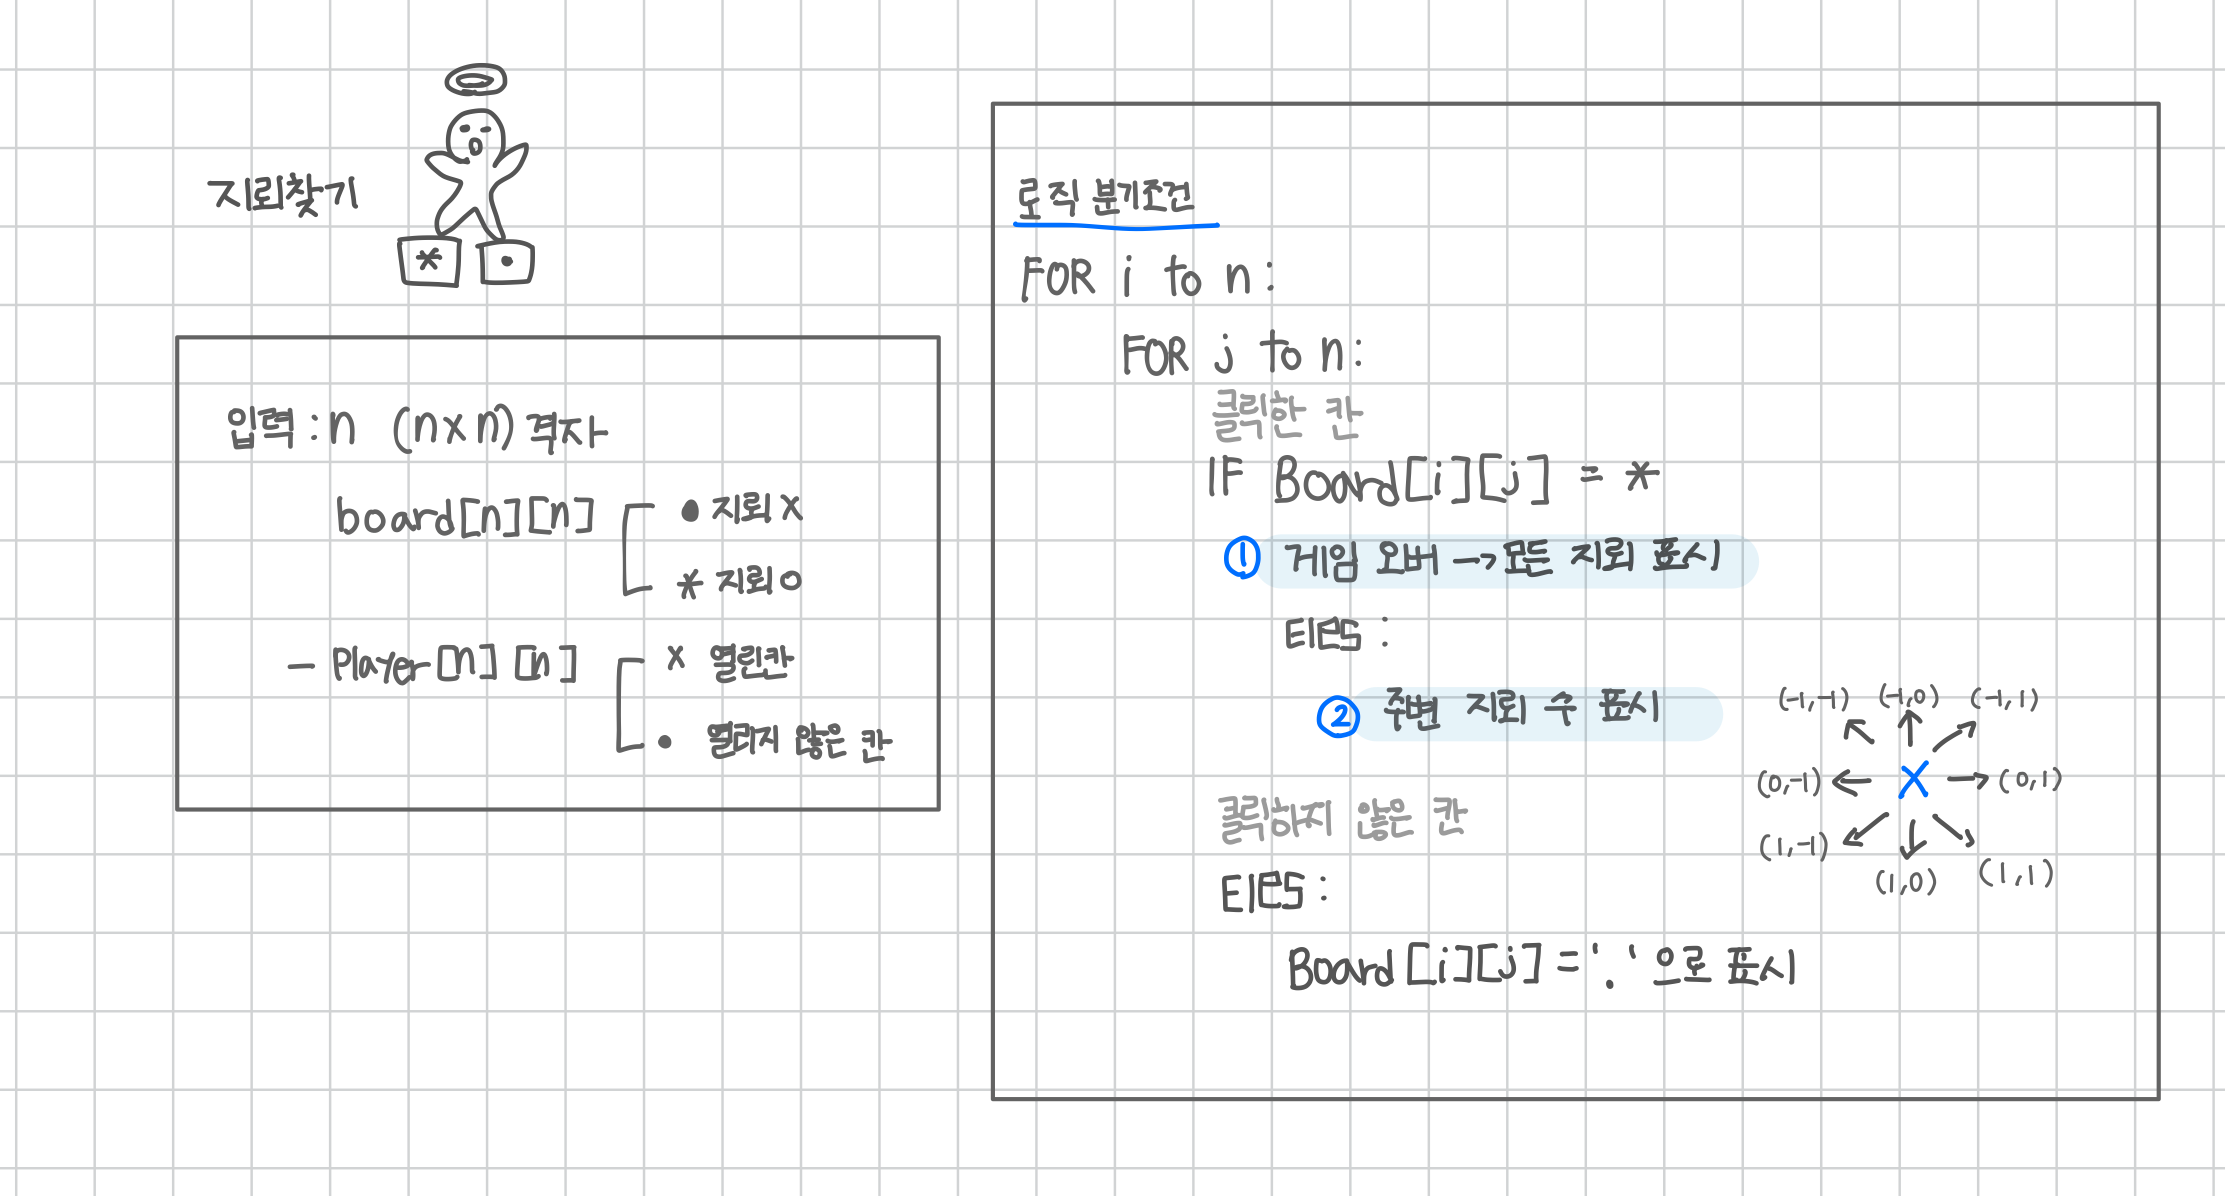 지뢰찾기
* •
입력 : n (n×n) 격자
board[n][n]
• 지뢰 X
* 지뢰 O
- Player[n][n]
x 열린칸
• 열리지 않은 칸
로직 분기조건
FOR i to n :
FOR j to n :
클릭한 칸
IF Board[i][j] = *
① 게임 오버 → 모든 지뢰 표시
Eles :
② 주변 지뢰 수 표시
(-1,-1) (-1,0) (-1,1)
(0,-1) X (0,1)
(1,-1) (1,0) (1,1)
클릭하지 않은 칸
Eles :
Board[i][j] = '.' 으로 표시